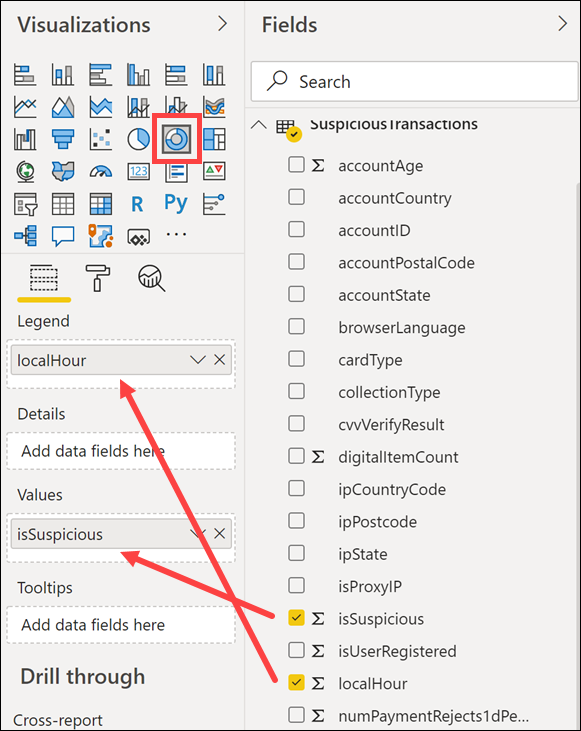 Visualizations
123
R
Py
Legend
localHour
Details
Add data fields here
Values
isSuspicious
Tooltips
Add data fields here
Drill through
Cross-report
Fields
Search
SuspiciousTransactions
Σ accountAge
accountCountry
accountID
accountPostalCode
accountState
browserLanguage
cardType
collectionType
cvvVerifyResult
Σ digitalItemCount
ipCountryCode
ipPostcode
ipState
isProxyIP
Σ isSuspicious
Σ isUserRegistered
Σ localHour
Σ numPaymentRejects1dPe...